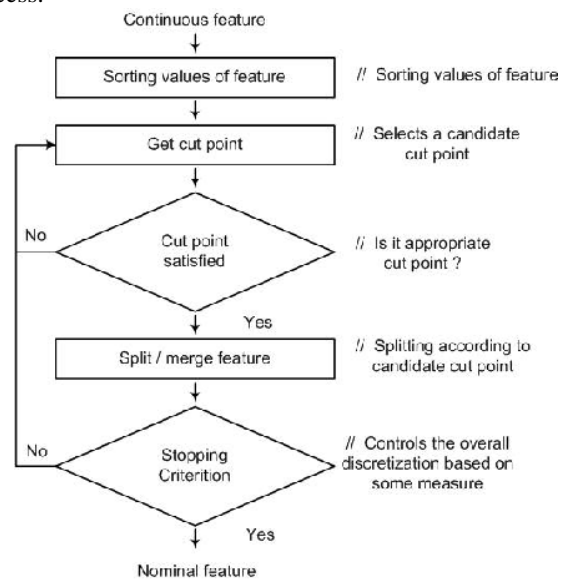 Continuous feature
Sorting values of feature
// Sorting values of feature
Get cut point
// Selects a candidate
cut point
No
Cut point
satisfied
// Is it appropriate
cut point ?
Yes
Split / merge feature
// Splitting according to
candidate cut point
No
Stopping
Criterition
// Controls the overall
discretization based on
some measure
Yes
Nominal feature